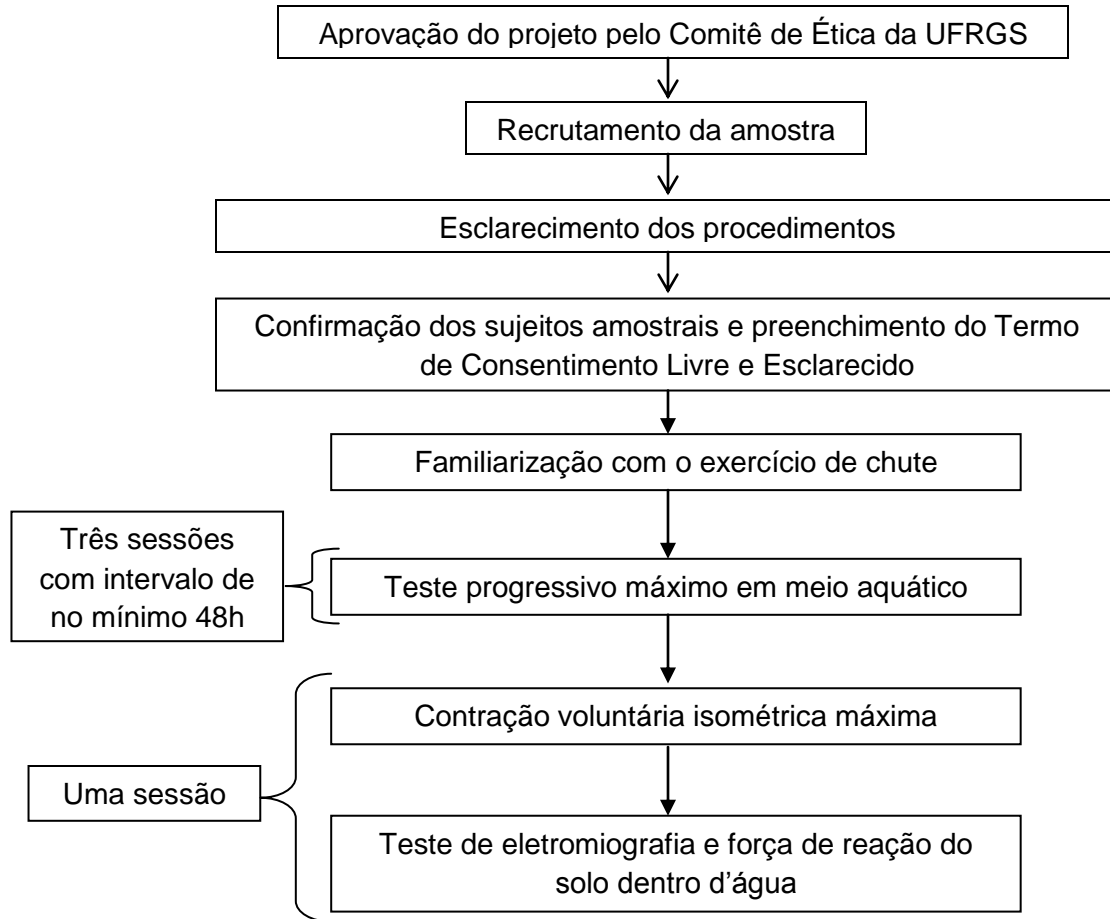 Aprovação do projeto pelo Comitê de Ética da UFRGS
Recrutamento da amostra
Esclarecimento dos procedimentos
Confirmação dos sujeitos amostrais e preenchimento do Termo
de Consentimento Livre e Esclarecido
Familiarização com o exercício de chute
Três sessões
com intervalo de
no mínimo 48h
Teste progressivo máximo em meio aquático
Contração voluntária isométrica máxima
Uma sessão
Teste de eletromiografia e força de reação do
solo dentro d’água